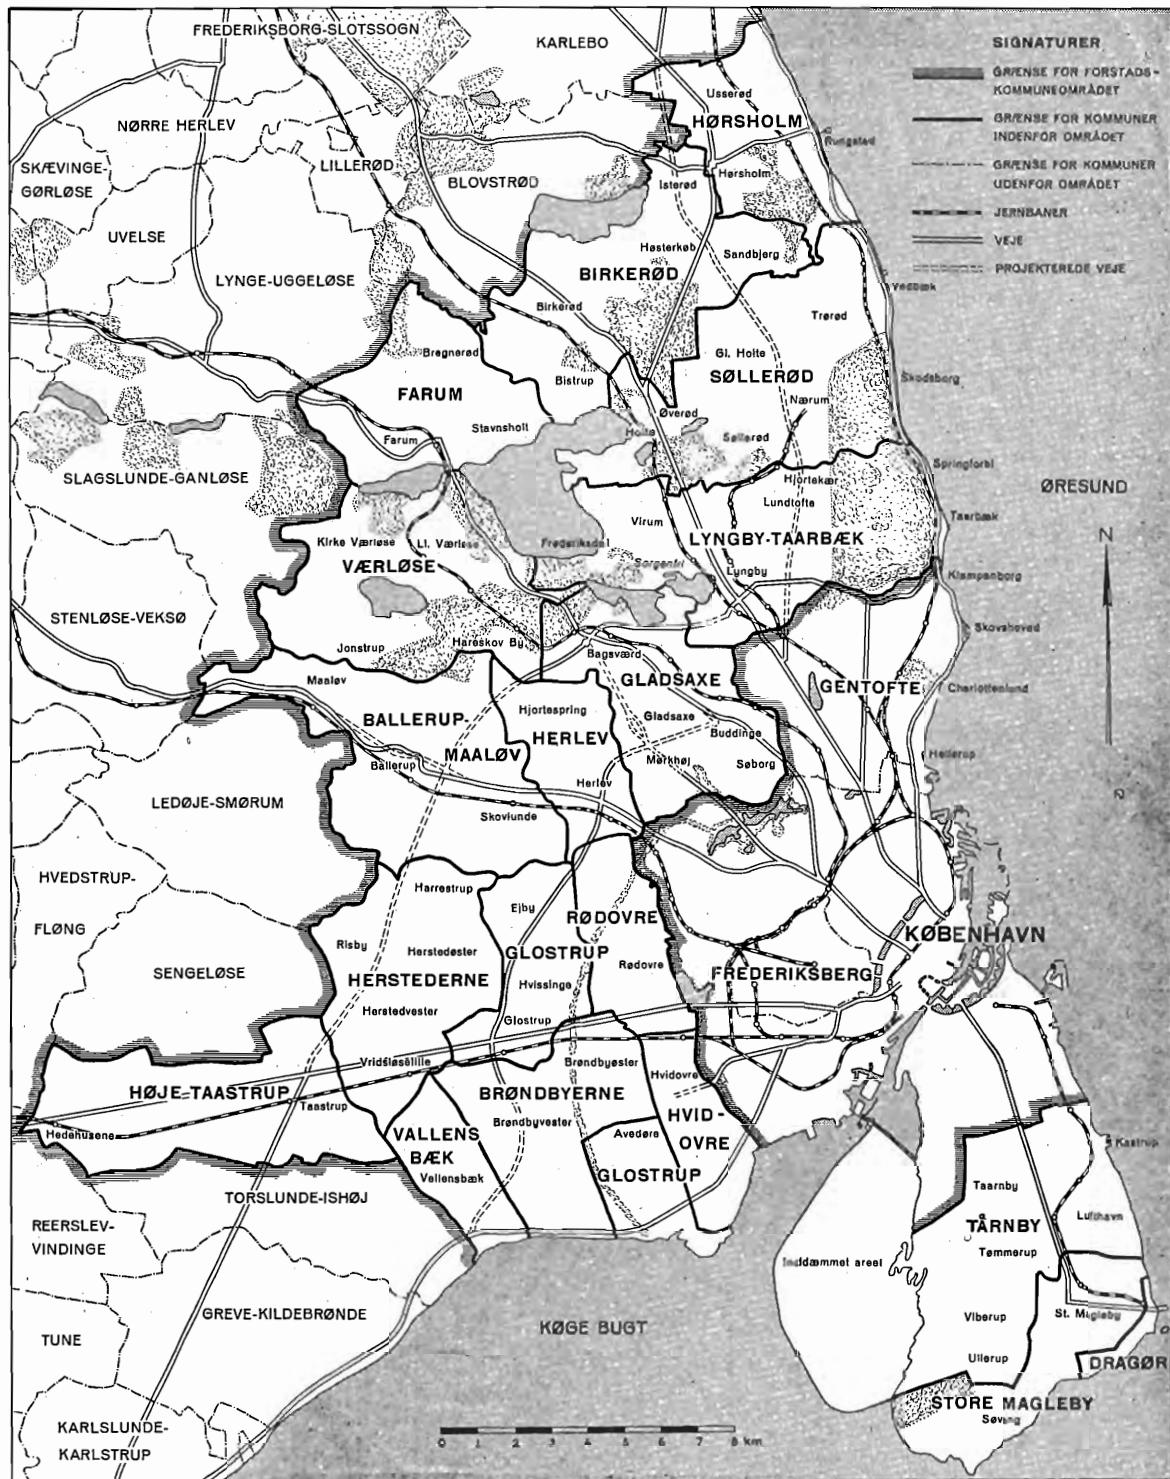 FREDERIKSBORG-SLOTSSOGN
KARLEBO
SIGNATURER
GRÆNSE FOR FORSTADS-
KOMMUNEOMRÅDET
GRÆNSE FOR KOMMUNER
INDENFOR OMRÅDET
GRÆNSE FOR KOMMUNER
UDENFOR OMRÅDET
JERNBANER
VEJE
PROJEKTEREDE VEJE
Usserød
HØRSHOLM
Rungsted
NØRRE HERLEV
SKÆVINGE-
GØRLØSE
LILLERØD
BLOVSTRØD
Isterød
Hørsholm
UVELSE
LYNGE-UGGELØSE
Høsterkøb
Sandbjerg
BIRKERØD
Birkerød
Vedbæk
Trørød
Bregnerød
Bistrup
Gl. Holte
SØLLERØD
Skodsborg
FARUM
Nærum
Øverød
Stavnsholt
Farum
Holte
Søllerød
SLAGSLUNDE-GANLØSE
Springforbi
Hjortekær
Lundtofte
ØRESUND
Taarbæk
Virum
Kirke Værløse
Ll. Værløse
Frederiksdal
LYNGBY-TAARBÆK
N
VÆRLØSE
Sorgenfri
Lyngby
Klampenborg
STENLØSE-VEKSØ
Skovshoved
Jonstrup
Hareskov By
Bagsværd
Maaløv
GLADSAXE
GENTOFTE
Charlottenlund
BALLERUP-
MAALØV
Hjortespring
HERLEV
Gladsaxe
Buddinge
Hellerup
Ballerup
Mørkhøj
Søborg
Herlev
LEDØJE-SMØRUM
Skovlunde
HVEDSTRUP-
FLØNG
Harrestrup
Ejby
RØDOVRE
Risby
Herstedøster
GLOSTRUP
KØBENHAVN
SENGELØSE
HERSTEDERNE
Hvissinge
Rødovre
FREDERIKSBERG
Herstedvester
Glostrup
Vridsløselille
Brøndbyøster
Hvidovre
HØJE-TAASTRUP
Taastrup
BRØNDBYERNE
Brøndbyvester
HVID-
OVRE
Hedehusene
VALLENS
BÆK
Avedøre
Kastrup
Vallensbæk
GLOSTRUP
TORSLUNDE-ISHØJ
Taarnby
REERSLEV-
VINDINGE
TÅRNBY
Lufthavn
Tømmerup
Inddæmmet areal
GREVE-KILDEBRØNDE
KØGE BUGT
Viberup
St. Magleby
TUNE
Ullerup
DRAGØR
STORE MAGLEBY
Søvang
KARLSLUNDE-
KARLSTRUP
0 1 2 3 4 5 6 7 8 km